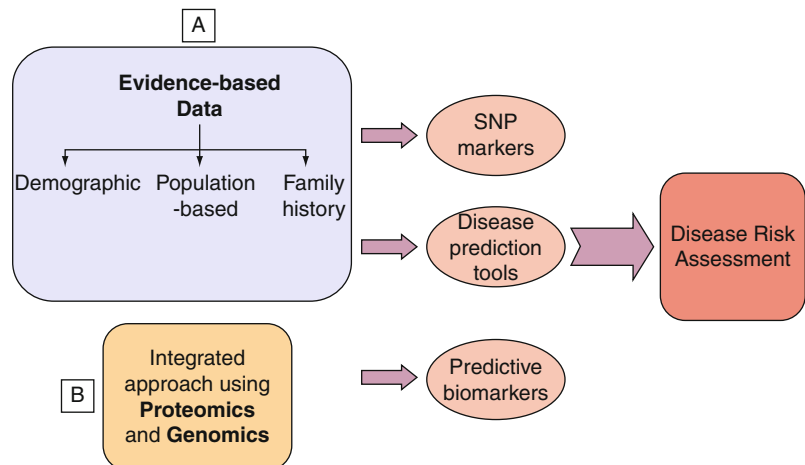 A
Evidence-based
Data
Demographic
Population
-based
Family
history
SNP
markers
Disease
prediction
tools
Disease Risk
Assessment
B
Integrated
approach using
Proteomics
and Genomics
Predictive
biomarkers